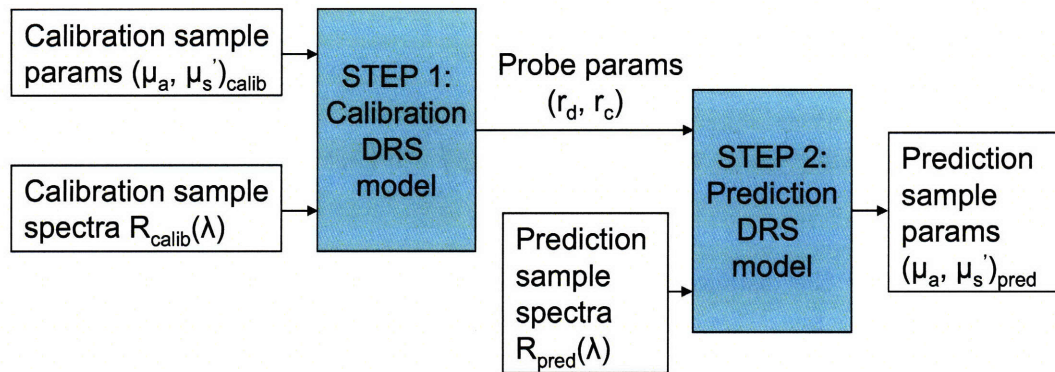 Calibration sample
params (μₐ, μₛ')calib
Calibration sample
spectra Rcalib(λ)
STEP 1:
Calibration
DRS
model
Probe params
(rd, rc)
Prediction
sample
spectra
Rpred(λ)
STEP 2:
Prediction
DRS
model
Prediction
sample
params
(μₐ, μₛ')pred